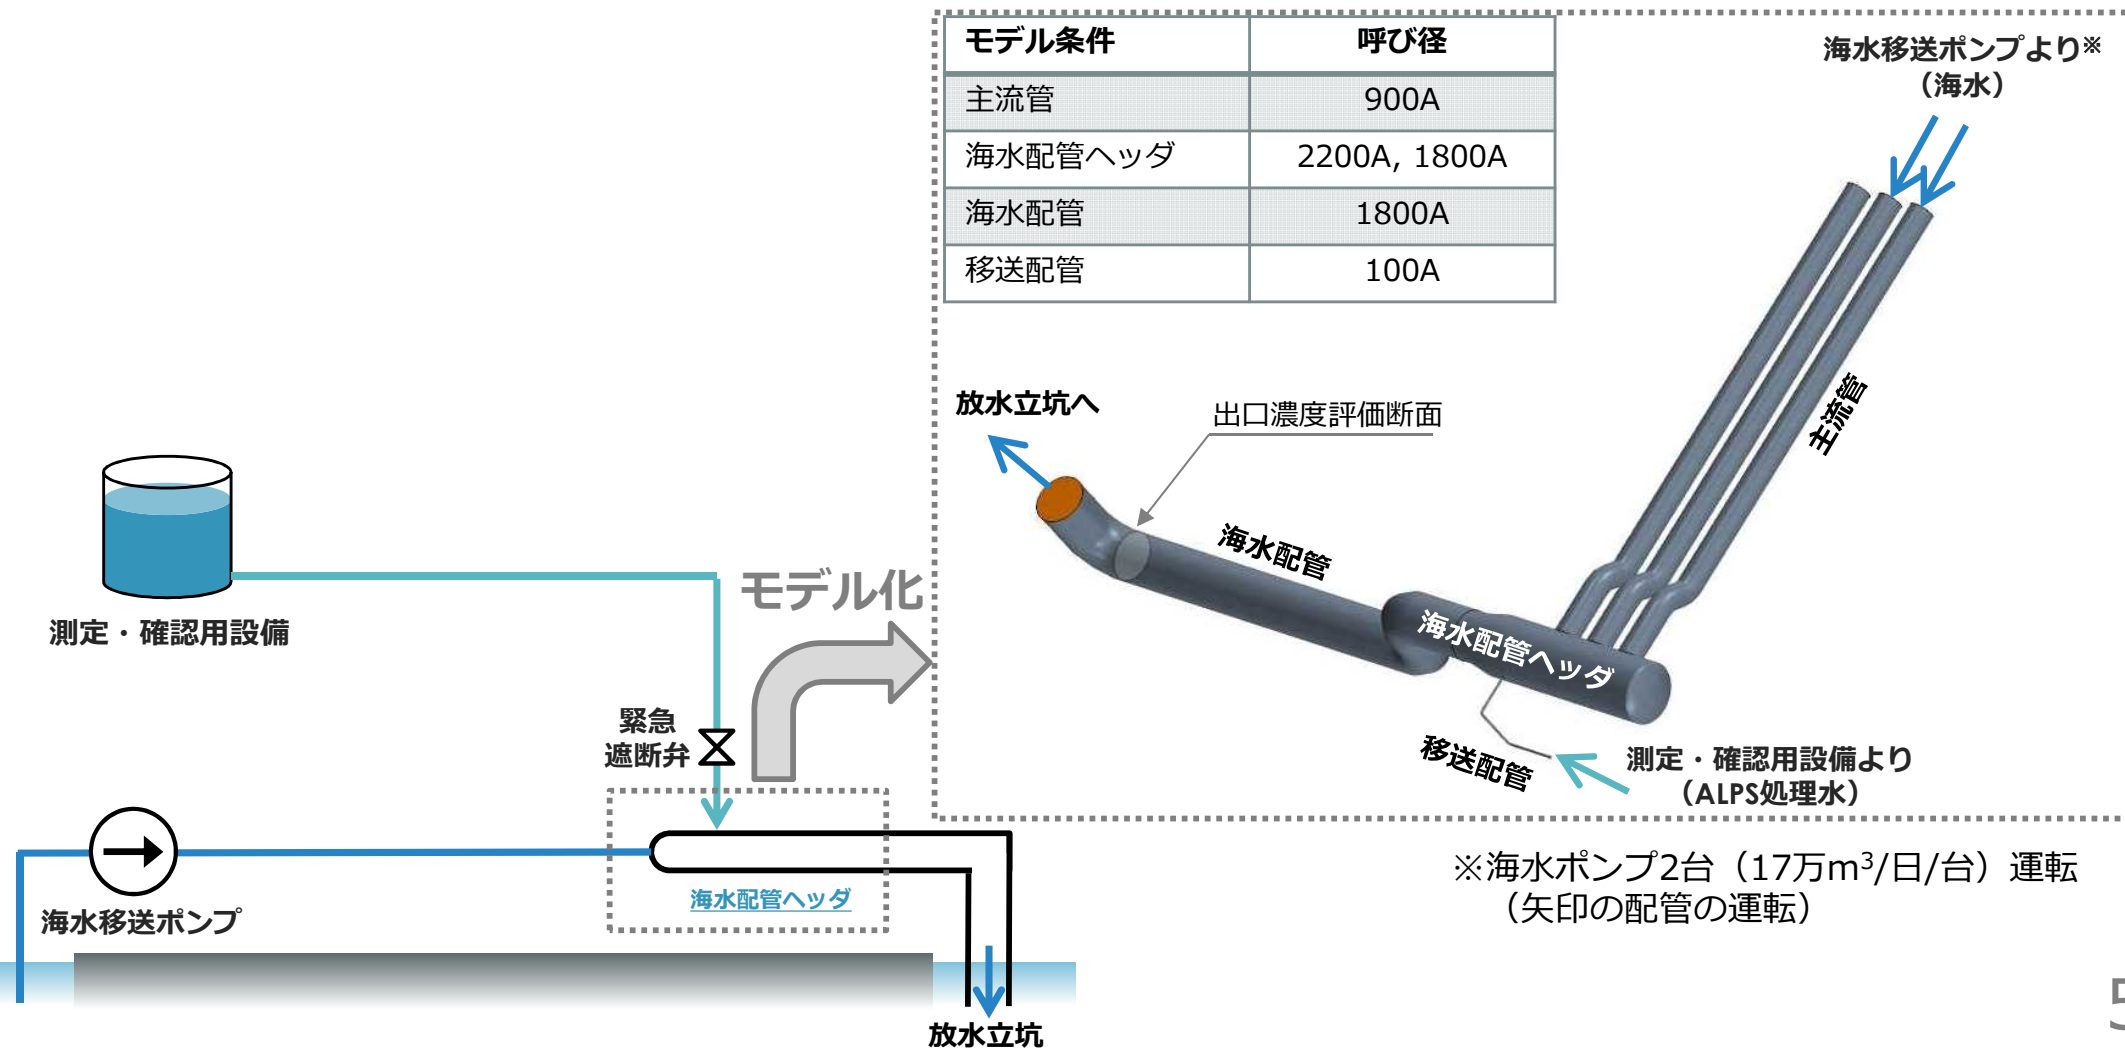 モデル条件 呼び径
主流管 900A
海水配管ヘッダ 2200A, 1800A
海水配管 1800A
移送配管 100A
海水移送ポンプより※
（海水）
主流管
放水立坑へ
出口濃度評価断面
海水配管
海水配管ヘッダ
移送配管
測定・確認用設備より
（ALPS処理水）
モデル化
測定・確認用設備
緊急
遮断弁
海水移送ポンプ
海水配管ヘッダ
放水立坑
※海水ポンプ2台（17万m³/日/台）運転
（矢印の配管の運転）